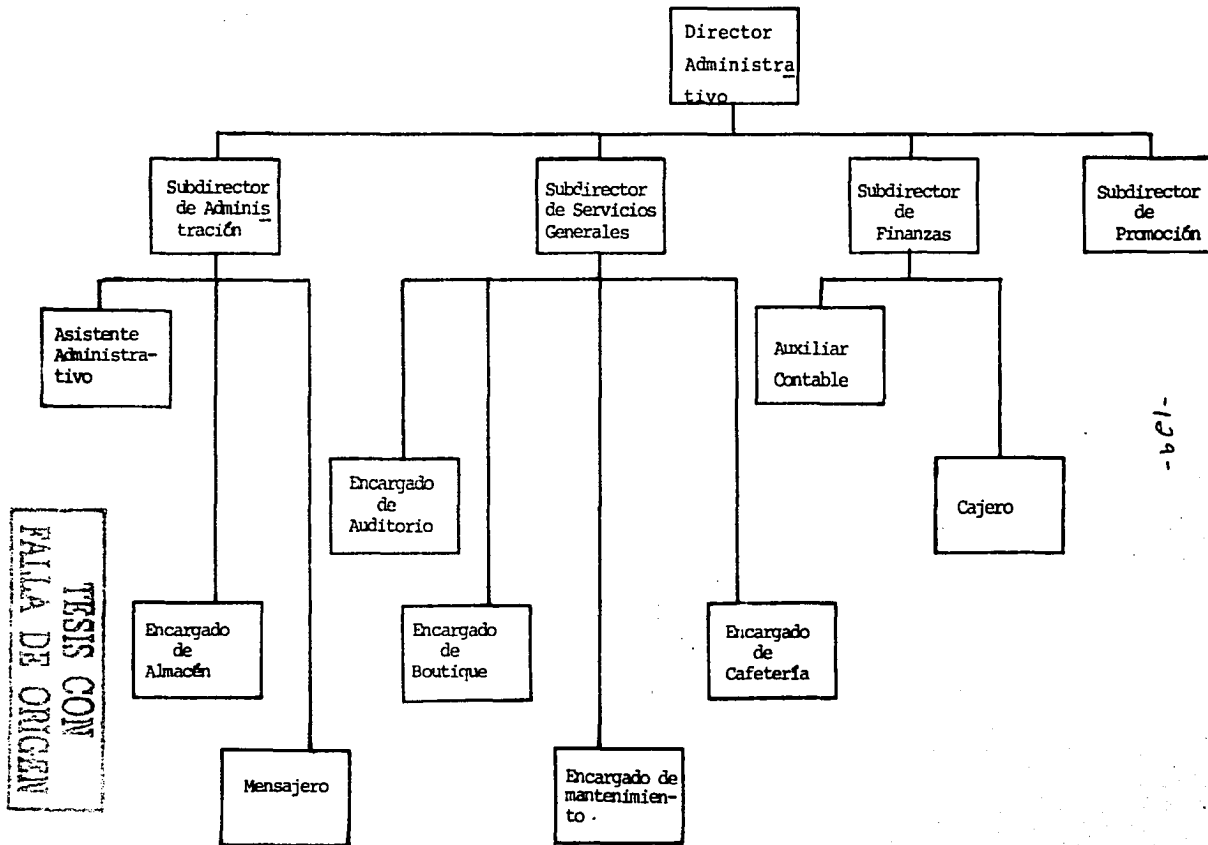 Director
Administra
tivo
Subdirector
de Adminis
tración
Subdirector
de Servicios
Generales
Subdirector
de
Finanzas
Subdirector
de
Promoción
Asistente
Administra-
tivo
Auxiliar
Contable
Encargado
de
Auditorio
Cajero
Encargado
de
Almacén
Encargado
de
Boutique
Encargado
de
Cafetería
Mensajero
Encargado de
mantenimien-
to.
-129-
TESIS CON
FALLA DE ORIGEN